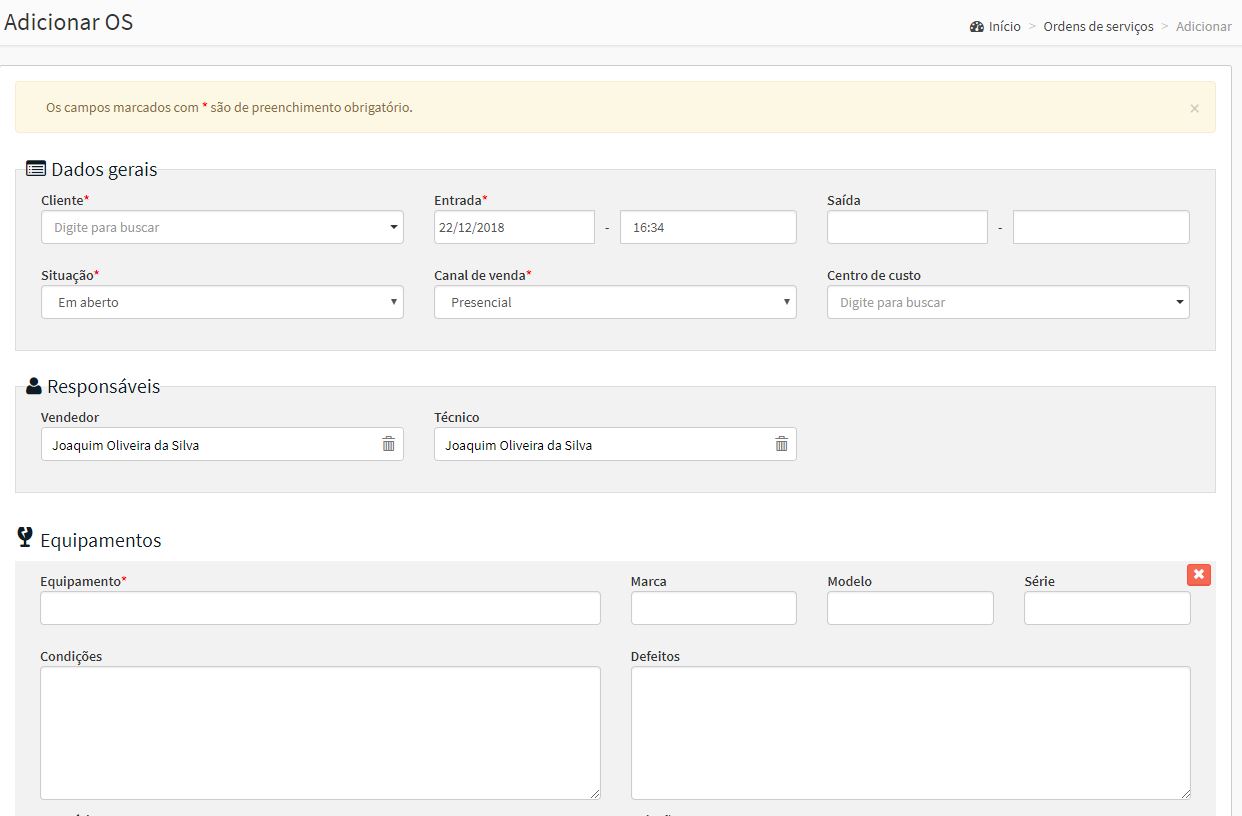 Adicionar OS
Início > Ordens de serviços > Adicionar
Os campos marcados com * são de preenchimento obrigatório.
×
Dados gerais
Cliente* Entrada* Saída
Digite para buscar 22/12/2018 - 16:34 -
Situação* Canal de venda* Centro de custo
Em aberto Presencial Digite para buscar
Responsáveis
Vendedor Técnico
Joaquim Oliveira da Silva Joaquim Oliveira da Silva
Equipamentos
Equipamento* Marca Modelo Série
Condições Defeitos